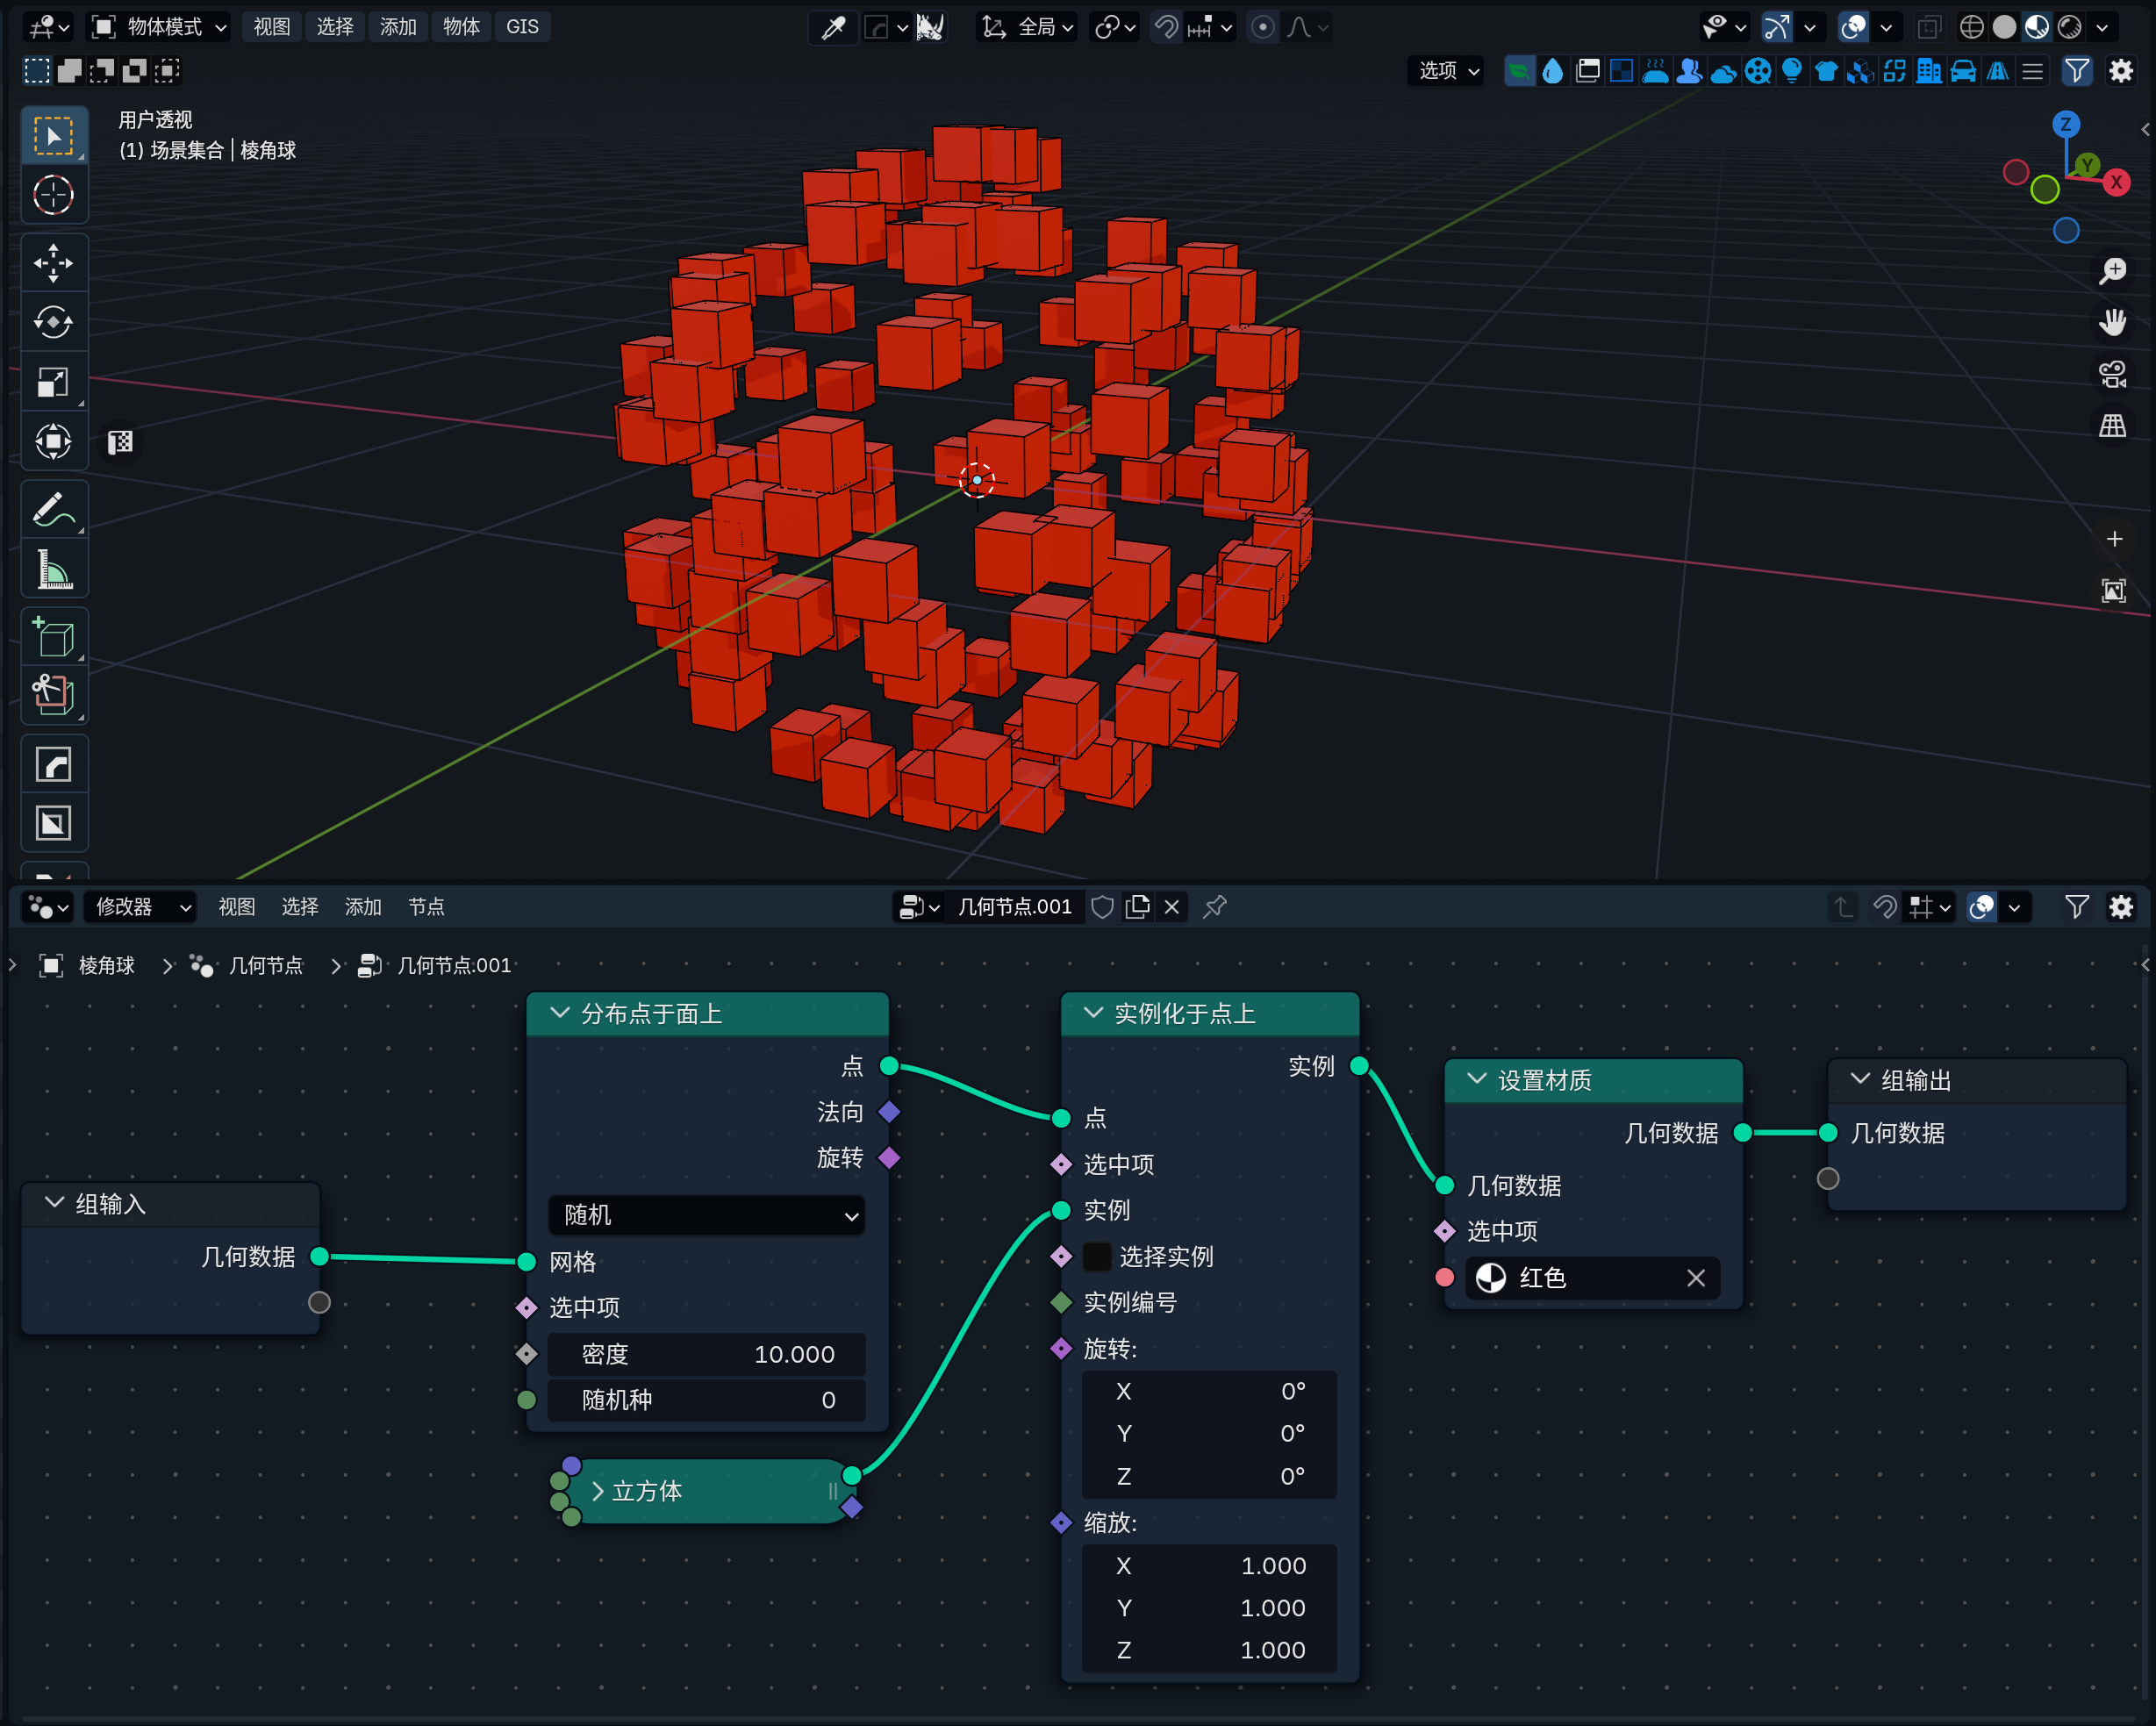 物体模式 视图 选择 添加 物体 GIS 全局
选项
用户透视
(1) 场景集合 | 棱角球
Z
Y
X
修改器 视图 选择 添加 节点 几何节点.001
棱角球 几何节点 几何节点.001
组输入
几何数据
分布点于面上
点
法向
旋转
随机
网格
选中项
密度 10.000
随机种 0
立方体
实例化于点上
实例
点
选中项
实例
选择实例
实例编号
旋转:
X 0°
Y 0°
Z 0°
缩放:
X 1.000
Y 1.000
Z 1.000
设置材质
几何数据
几何数据
选中项
红色
组输出
几何数据